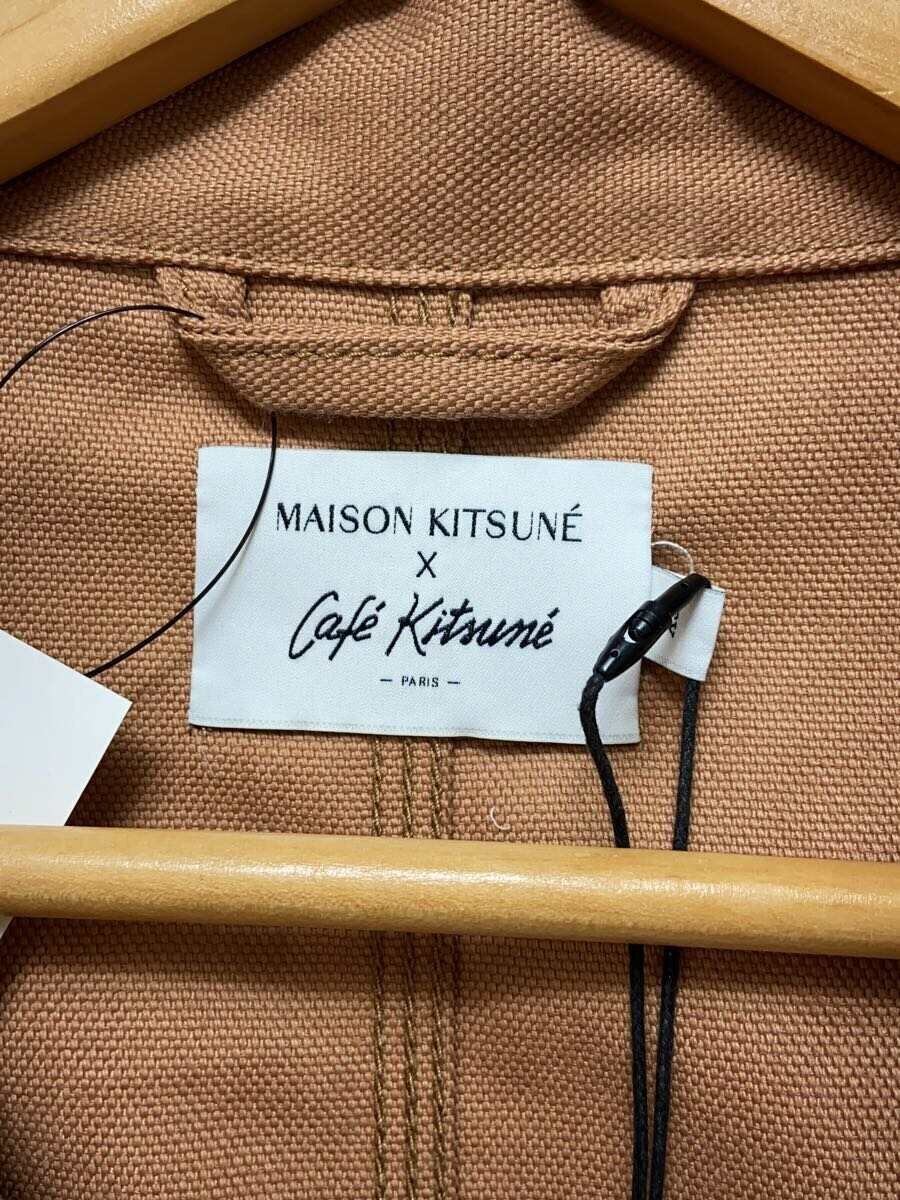 MAISON KITSUNÉ
X
Café Kitsuné
— PARIS —